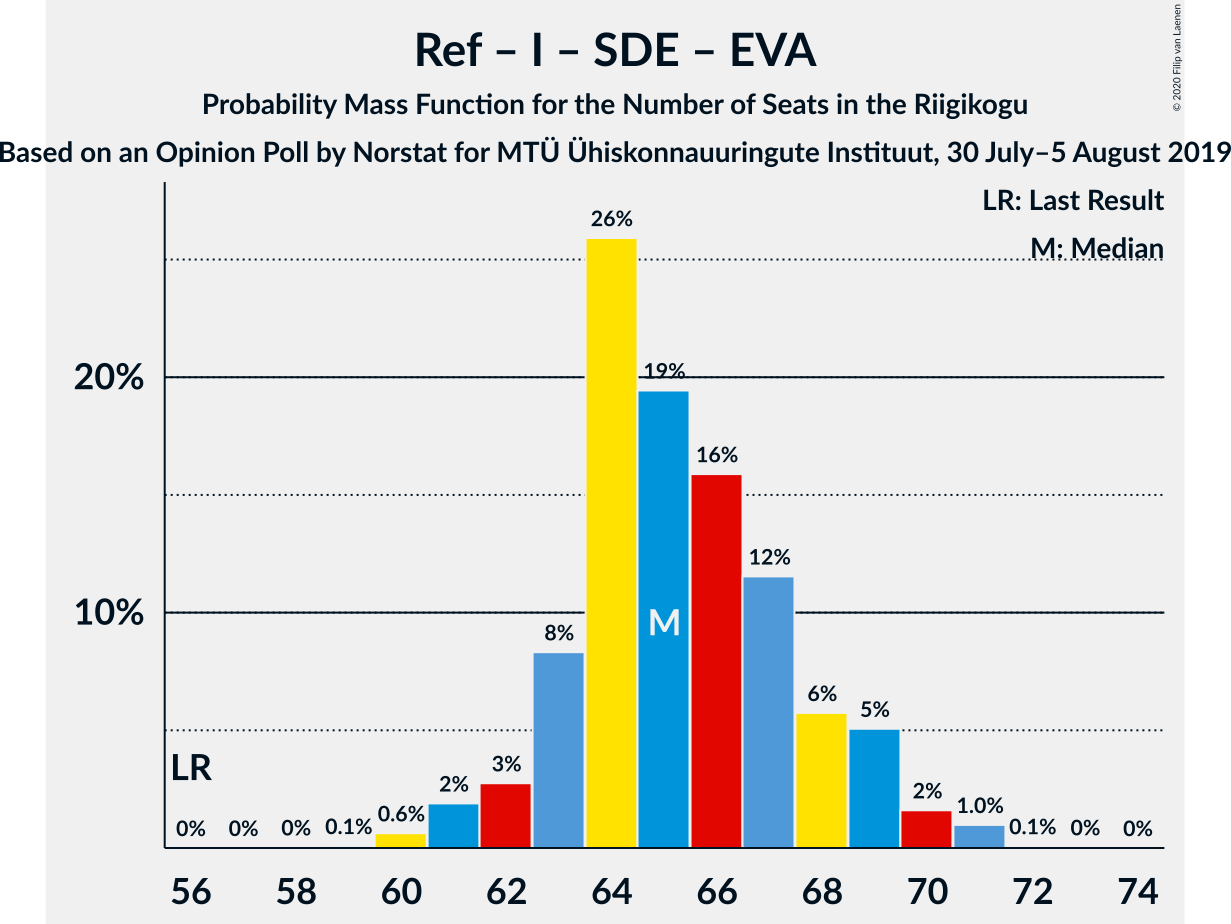 Ref – I – SDE – EVA
Probability Mass Function for the Number of Seats in the Riigikogu
Based on an Opinion Poll by Norstat for MTÜ Ühiskonnauuringute Instituut, 30 July–5 August 2019
© 2020 Filip van Laenen
LR: Last Result
M: Median
26%
20%
19%
16%
12%
10%
M
8%
6%
5%
LR
3%
2%
2%
1.0%
0.6%
0% 0% 0% 0.1% 0.1% 0% 0%
56 58 60 62 64 66 68 70 72 74